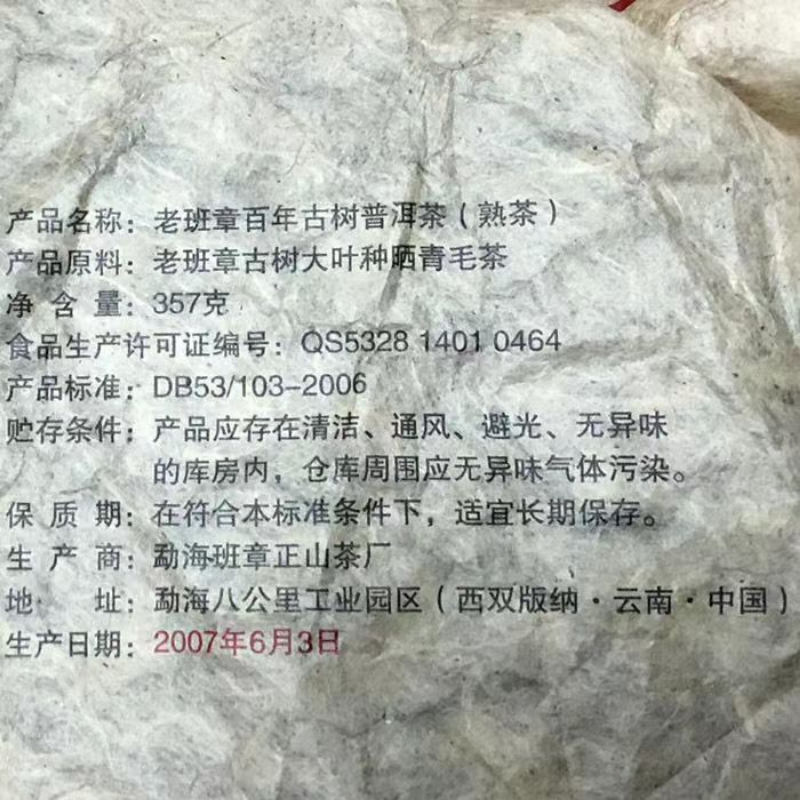 产品名称：老班章百年古树普洱茶（熟茶）
产品原料：老班章古树大叶种晒青毛茶
净含量：357克
食品生产许可证编号：QS5328 1401 0464
产品标准：DB53/103-2006
贮存条件：产品应存在清洁、通风、避光、无异味
的库房内，仓库周围应无异味气体污染。
保质期：在符合本标准条件下，适宜长期保存。
生产商：勐海班章正山茶厂
地址：勐海八公里工业园区（西双版纳·云南·中国）
生产日期：2007年6月3日